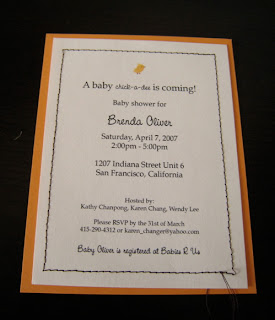 A baby chick-a-dee is coming!
Baby shower for
Brenda Oliver
Saturday, April 7, 2007
2:00pm - 5:00pm
1207 Indiana Street Unit 6
San Francisco, California
Hosted by:
Kathy Chanpong, Karen Chang, Wendy Lee
Please RSVP by the 31st of March
415-290-4312 or karen_changer@yahoo.com
Baby Oliver is registered at Babies R Us